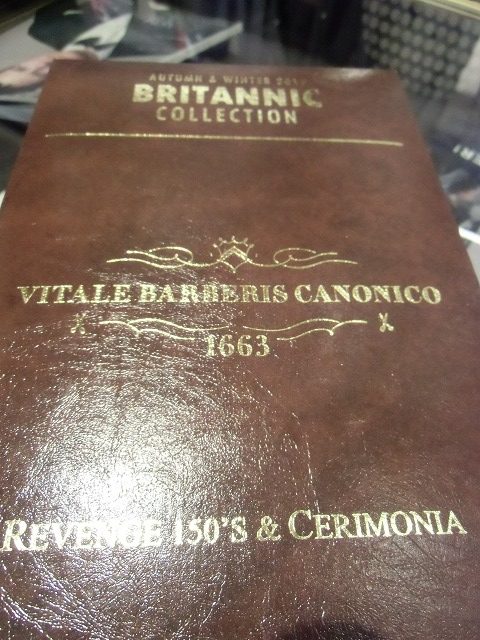 AUTUMN & WINTER
BRITANNIC
COLLECTION
VITALE BARBERIS CANONICO
1663
REVENGE 150'S & CERIMONIA